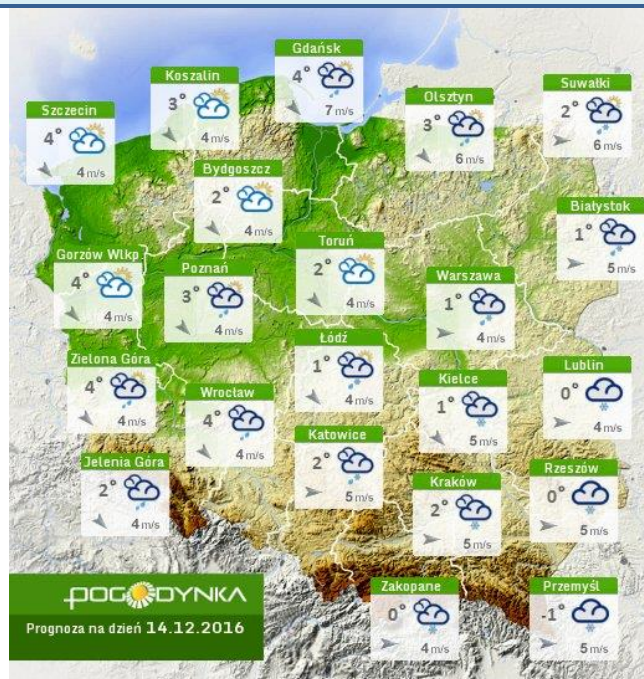 Gdańsk
4°
7 m/s
Koszalin
3°
4 m/s
Suwałki
2°
6 m/s
Olsztyn
3°
6 m/s
Szczecin
4°
4 m/s
Bydgoszcz
2°
4 m/s
Białystok
1°
5 m/s
Toruń
2°
4 m/s
Gorzów Wlkp.
4°
4 m/s
Poznań
3°
4 m/s
Warszawa
1°
4 m/s
Łódź
1°
4 m/s
Zielona Góra
4°
4 m/s
Lublin
0°
4 m/s
Kielce
1°
5 m/s
Wrocław
4°
4 m/s
Katowice
2°
5 m/s
Jelenia Góra
2°
4 m/s
Rzeszów
0°
5 m/s
Kraków
2°
5 m/s
Zakopane
0°
4 m/s
Przemyśl
-1°
5 m/s
POGODYNKA
Prognoza na dzień 14.12.2016